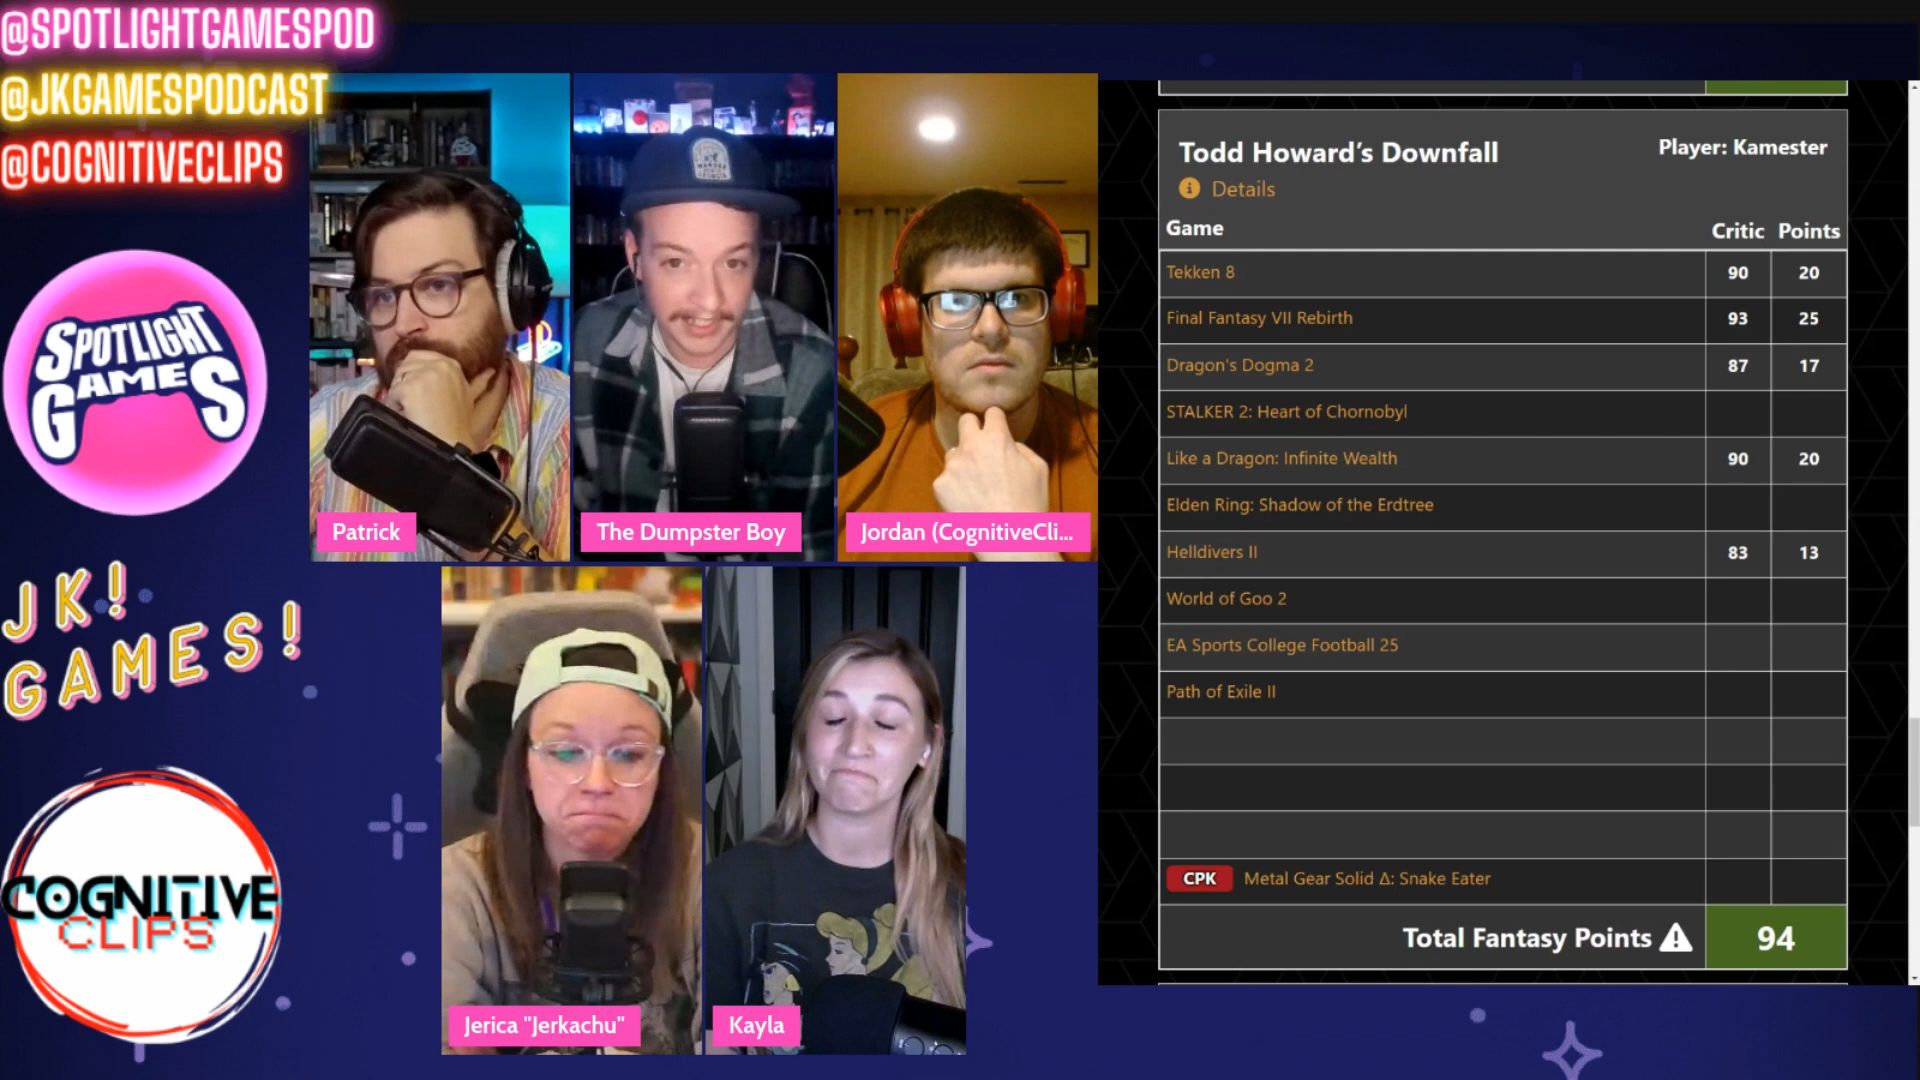 @SPOTLIGHTGAMESPOD
@JKGAMESPODCAST
@COGNITIVECLIPS
SPOTLIGHT
GAMES
JK!
GAMES!
COGNITIVE
CLIPS
Patrick
The Dumpster Boy
Jordan (CognitiveCli...
Jerica "Jerkachu"
Kayla
Todd Howard’s Downfall
Player: Kamester
Details
Game Critic Points
Tekken 8 90 20
Final Fantasy VII Rebirth 93 25
Dragon's Dogma 2 87 17
STALKER 2: Heart of Chornobyl
Like a Dragon: Infinite Wealth 90 20
Elden Ring: Shadow of the Erdtree
Helldivers II 83 13
World of Goo 2
EA Sports College Football 25
Path of Exile II
CPK Metal Gear Solid Δ: Snake Eater
Total Fantasy Points 94